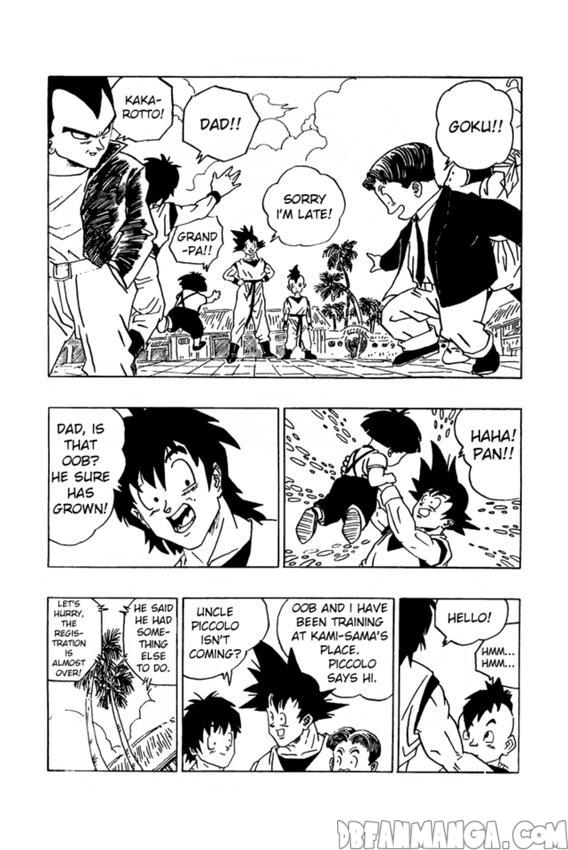 KAKA-
ROTTO!
DAD!!
GOKU!!
SORRY
I'M LATE!
GRAND
-PA!!
DAD, IS
THAT
OOB?
HE SURE
HAS
GROWN!
HAHA!
PAN!!
LET'S
HURRY,
THE
REGIS-
TRATION
IS
ALMOST
OVER!
HE SAID
HE HAD
SOME-
THING
ELSE
TO DO.
UNCLE
PICCOLO
ISN'T
COMING?
OOB AND I HAVE
BEEN TRAINING
AT KAMI-SAMA'S
PLACE.
PICCOLO
SAYS HI.
HELLO!
HMM...
HMM...
DBFANMANGA.COM